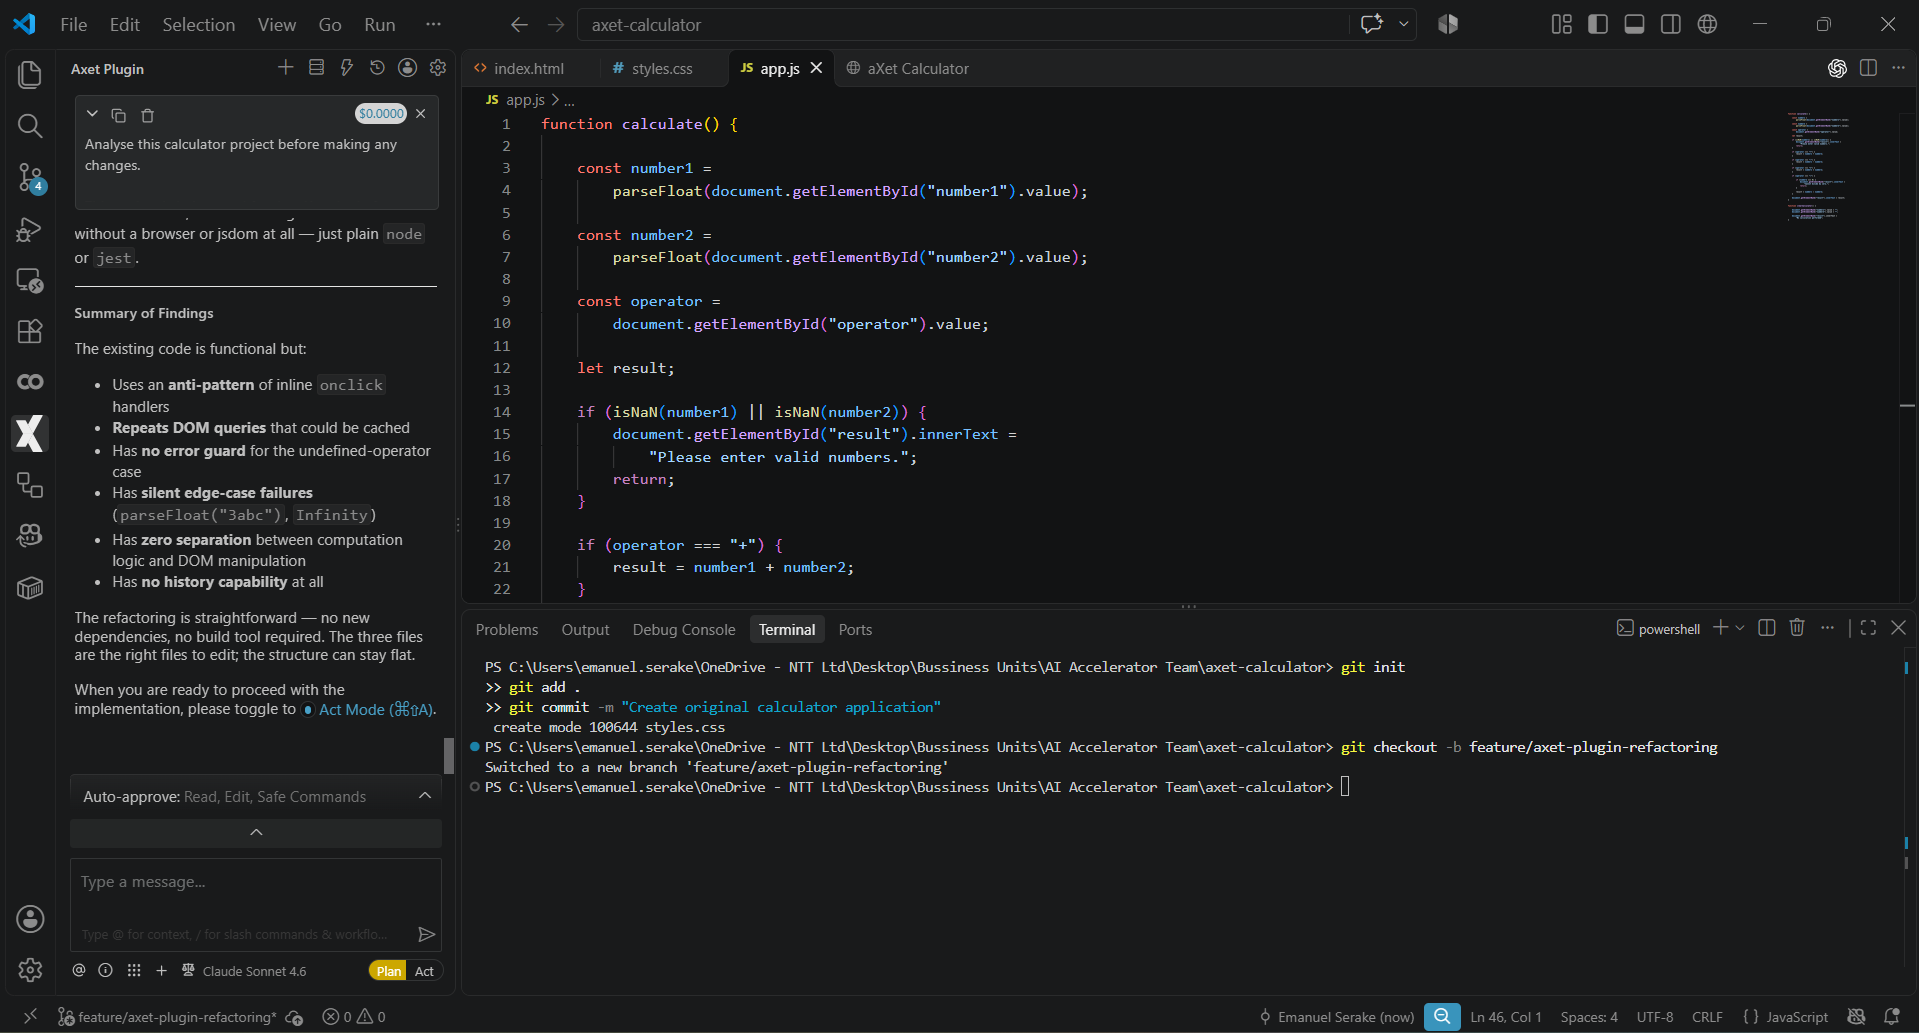 File Edit Selection View Go Run ···
axet-calculator
Axet Plugin
$0.0000
Analyse this calculator project before making any
changes.
without a browser or jsdom at all — just plain node
or jest.
Summary of Findings
The existing code is functional but:
• Uses an anti-pattern of inline onclick
handlers
• Repeats DOM queries that could be cached
• Has no error guard for the undefined-operator
case
• Has silent edge-case failures
(parseFloat("3abc"), Infinity)
• Has zero separation between computation
logic and DOM manipulation
• Has no history capability at all
The refactoring is straightforward — no new
dependencies, no build tool required. The three files
are the right files to edit; the structure can stay flat.
When you are ready to proceed with the
implementation, please toggle to Act Mode (⌘⇧A).
Auto-approve: Read, Edit, Safe Commands
Type a message...
Type @ for context, / for slash commands & workflo...
Claude Sonnet 4.6
Plan Act
4
<> index.html
# styles.css
JS app.js
aXet Calculator
JS app.js > ...
1 function calculate() {
2
3 const number1 =
4 parseFloat(document.getElementById("number1").value);
5
6 const number2 =
7 parseFloat(document.getElementById("number2").value);
8
9 const operator =
10 document.getElementById("operator").value;
11
12 let result;
13
14 if (isNaN(number1) || isNaN(number2)) {
15 document.getElementById("result").innerText =
16 "Please enter valid numbers.";
17 return;
18 }
19
20 if (operator === "+") {
21 result = number1 + number2;
22 }
Problems Output Debug Console Terminal Ports
powershell
PS C:\Users\emanuel.serake\OneDrive - NTT Ltd\Desktop\Bussiness Units\AI Accelerator Team\axet-calculator> git init
>> git add .
>> git commit -m "Create original calculator application"
create mode 100644 styles.css
PS C:\Users\emanuel.serake\OneDrive - NTT Ltd\Desktop\Bussiness Units\AI Accelerator Team\axet-calculator> git checkout -b feature/axet-plugin-refactoring
Switched to a new branch 'feature/axet-plugin-refactoring'
PS C:\Users\emanuel.serake\OneDrive - NTT Ltd\Desktop\Bussiness Units\AI Accelerator Team\axet-calculator>
feature/axet-plugin-refactoring* 0 0
Emanuel Serake (now) Ln 46, Col 1 Spaces: 4 UTF-8 CRLF { } JavaScript